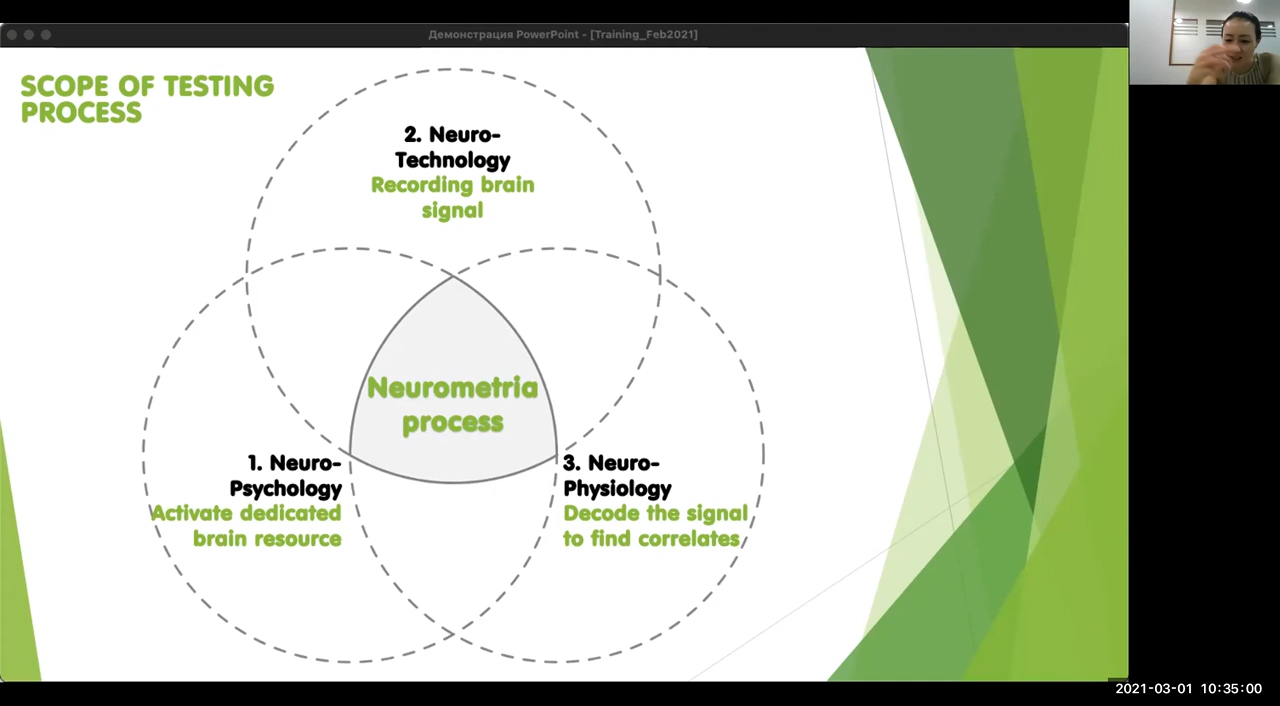 Демонстрация PowerPoint - [Training_Feb2021]
SCOPE OF TESTING
PROCESS
2. Neuro-
Technology
Recording brain
signal
Neurometria
process
1. Neuro-
Psychology
Activate dedicated
brain resource
3. Neuro-
Physiology
Decode the signal
to find correlates
2021-03-01 10:35:00